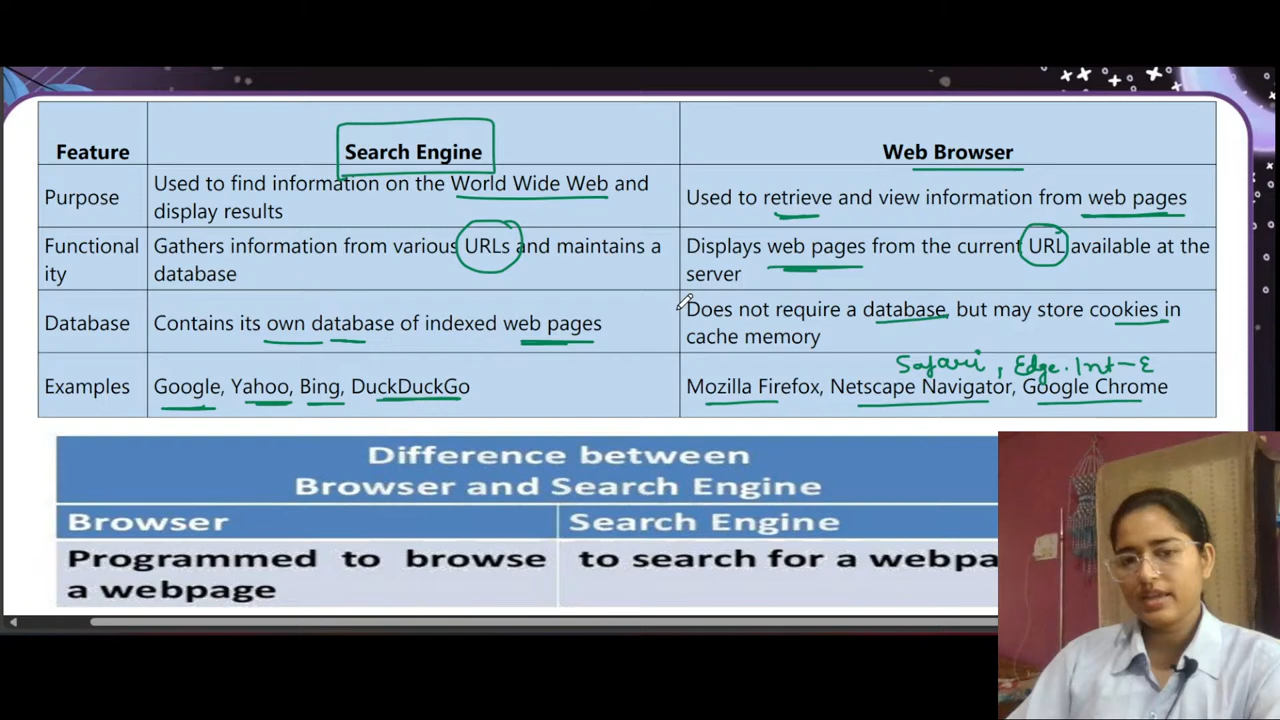 Feature Search Engine Web Browser
Purpose
Used to find information on the World Wide Web and
display results
Used to retrieve and view information from web pages
Functional
ity
Gathers information from various URLs and maintains a
database
Displays web pages from the current URL available at the
server
Database
Contains its own database of indexed web pages
Does not require a database, but may store cookies in
cache memory
Examples
Google, Yahoo, Bing, DuckDuckGo
Safari, Edge. Int-E
Mozilla Firefox, Netscape Navigator, Google Chrome
Difference between
Browser and Search Engine
Browser Search Engine
Programmed to browse
a webpage
to search for a webpa